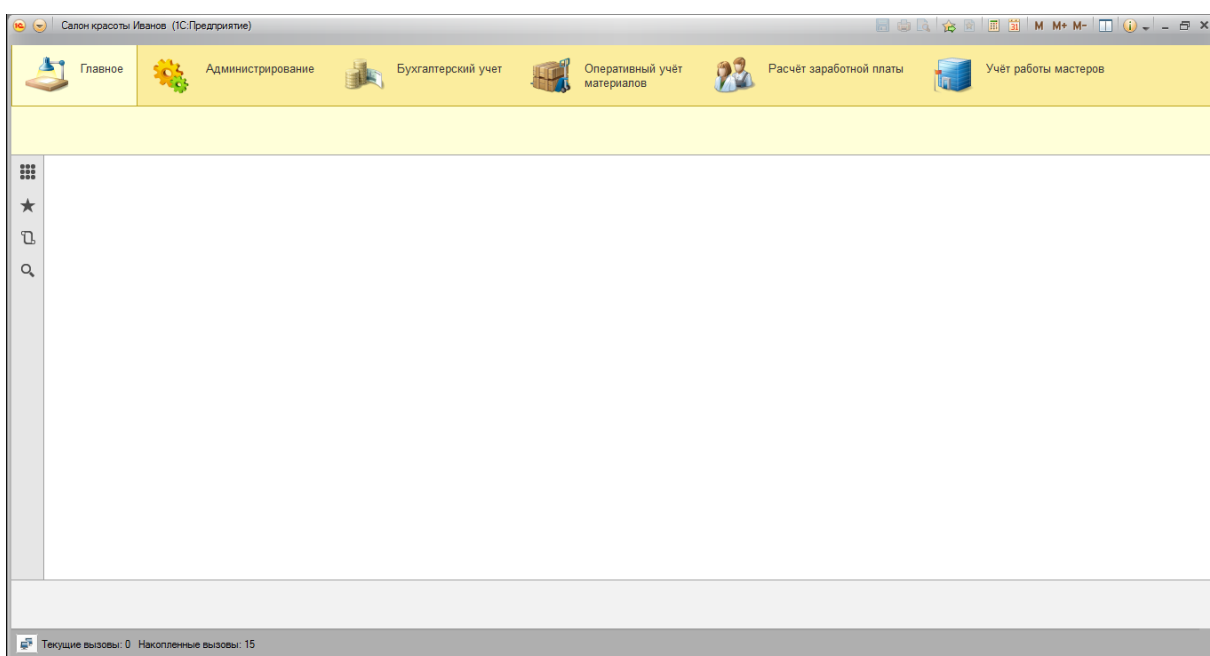 Салон красоты Иванов (1С:Предприятие)
31 M M+ M-
Главное
Администрирование
Бухгалтерский учет
Оперативный учёт
материалов
Расчёт заработной платы
Учёт работы мастеров
Текущие вызовы: 0 Накопленные вызовы: 15